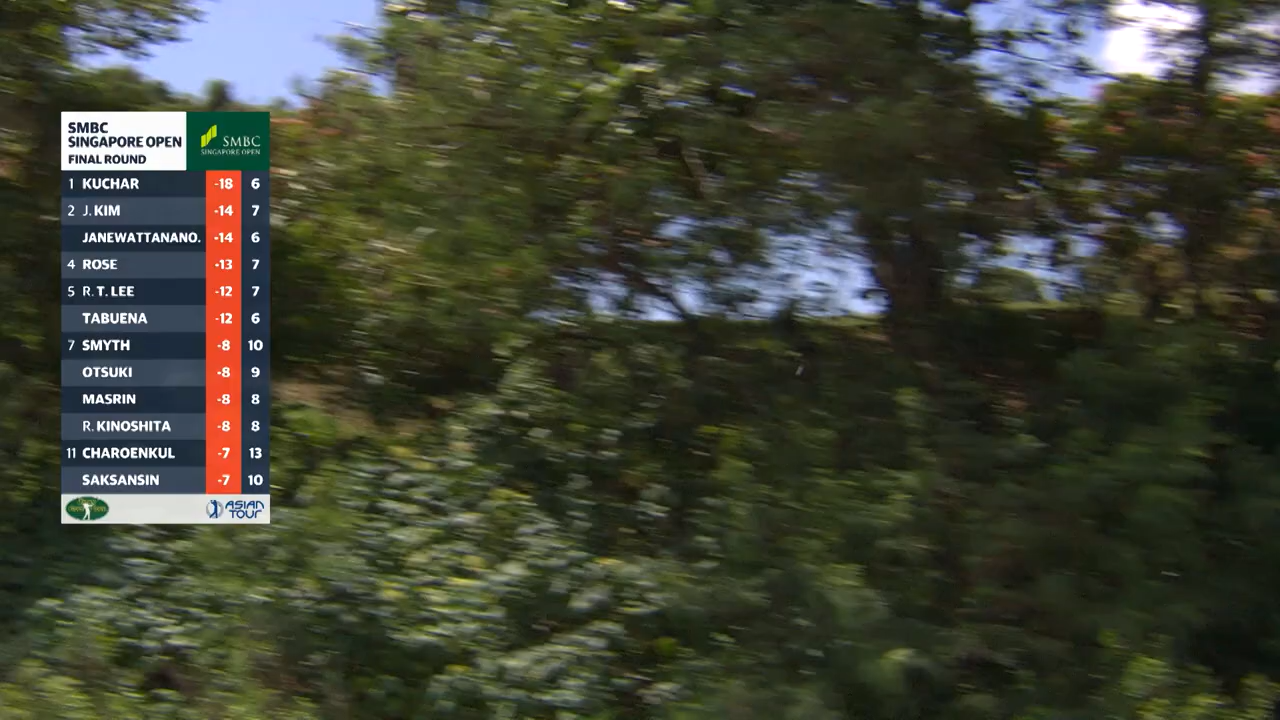 SMBC
SINGAPORE OPEN
FINAL ROUND
SMBC
SINGAPORE OPEN
1 KUCHAR -18 6
2 J. KIM -14 7
JANEWATTANANO. -14 6
4 ROSE -13 7
5 R. T. LEE -12 7
TABUENA -12 6
7 SMYTH -8 10
OTSUKI -8 9
MASRIN -8 8
R. KINOSHITA -8 8
11 CHAROENKUL -7 13
SAKSANSIN -7 10
ASIAN
TOUR